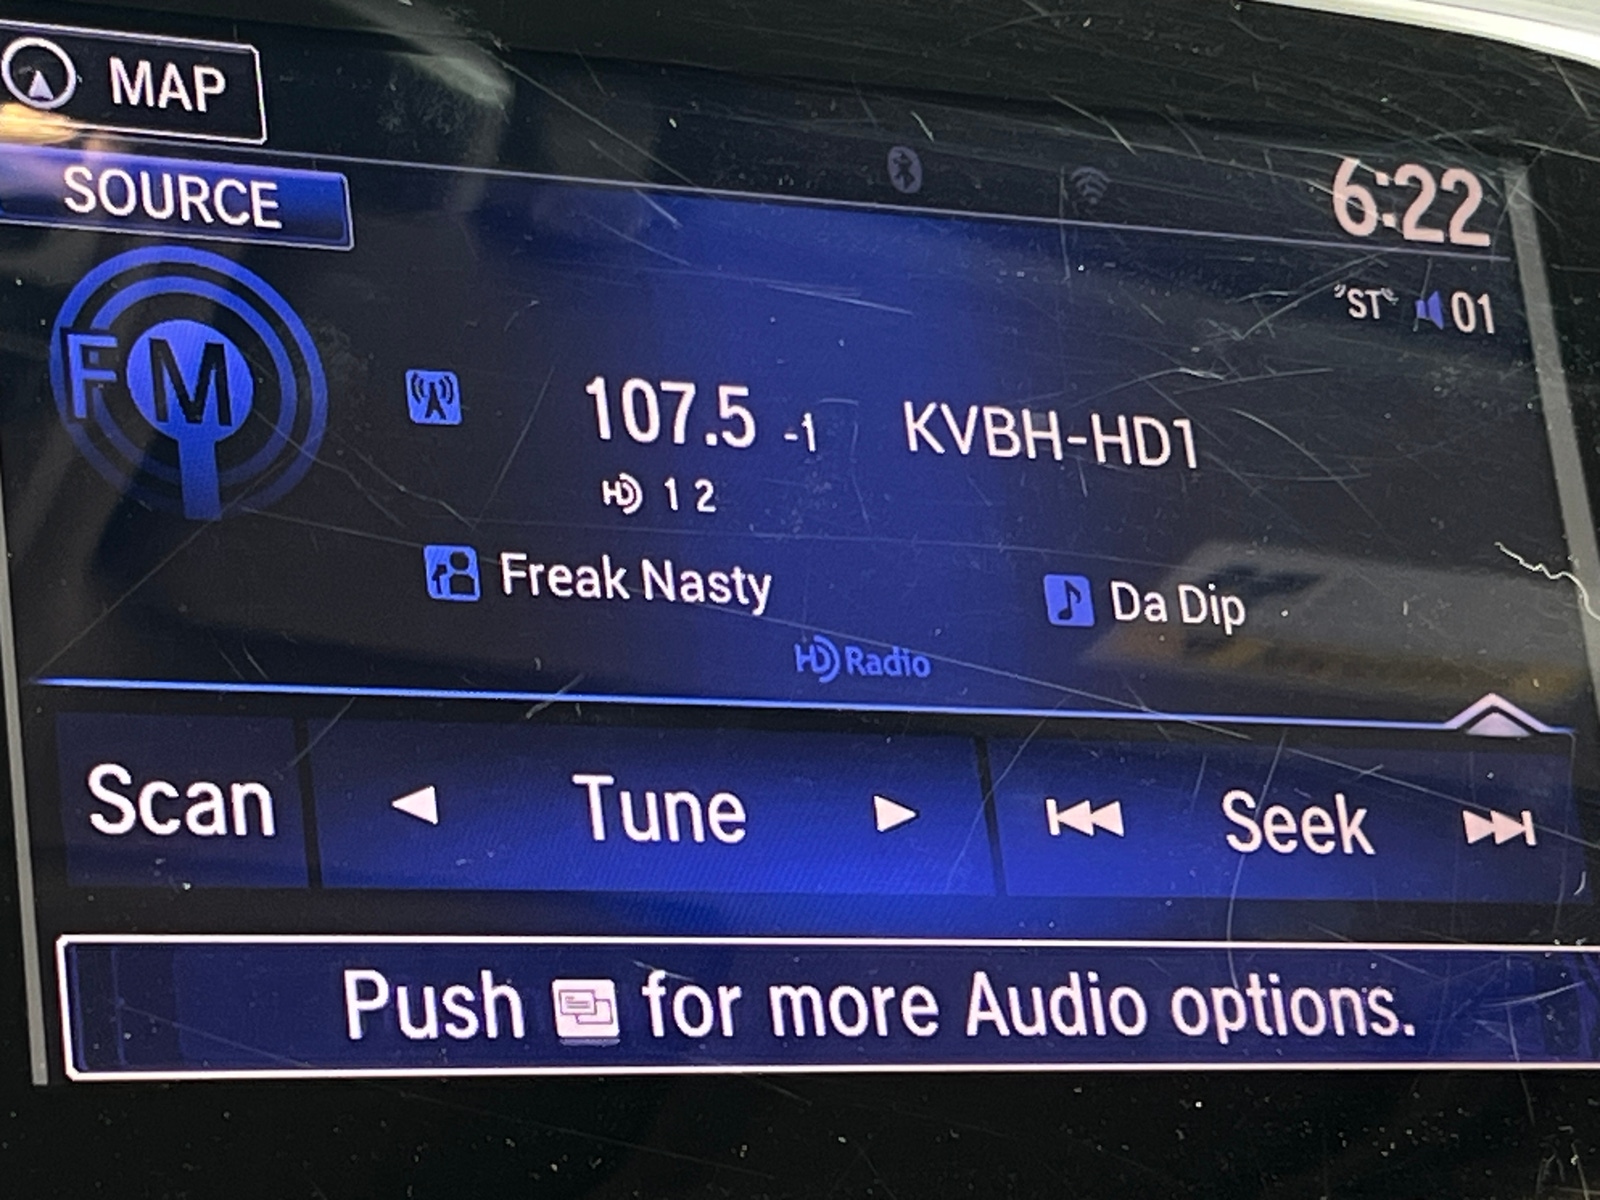 MAP
6:22
SOURCE
"ST" 01
FM
107.5 -1 KVBH-HD1
HD 1 2
Freak Nasty Da Dip
HD Radio
Scan Tune Seek
Push for more Audio options.